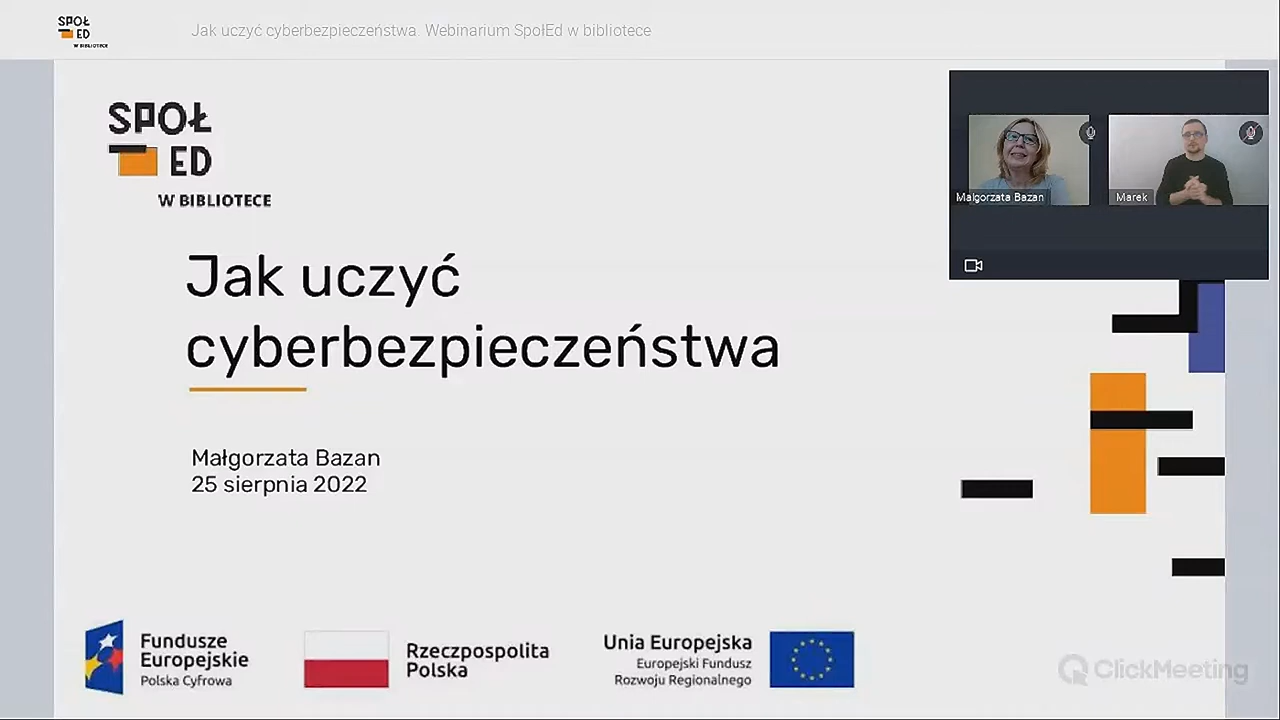 SPOŁ
ED
W BIBLIOTECE
Jak uczyć cyberbezpieczeństwa. Webinarium SpołEd w bibliotece
SPOŁ
ED
W BIBLIOTECE
Malgorzata Bazan
Marek
Jak uczyć
cyberbezpieczeństwa
Małgorzata Bazan
25 sierpnia 2022
Fundusze
Europejskie
Polska Cyfrowa
Rzeczpospolita
Polska
Unia Europejska
Europejski Fundusz
Rozwoju Regionalnego
ClickMeeting